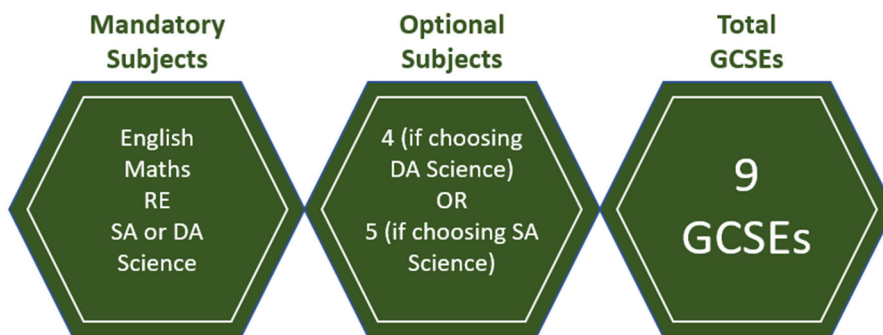 Mandatory
Subjects
English
Maths
RE
SA or DA
Science
Optional
Subjects
4 (if choosing
DA Science)
OR
5 (if choosing SA
Science)
Total
GCSEs
9
GCSEs